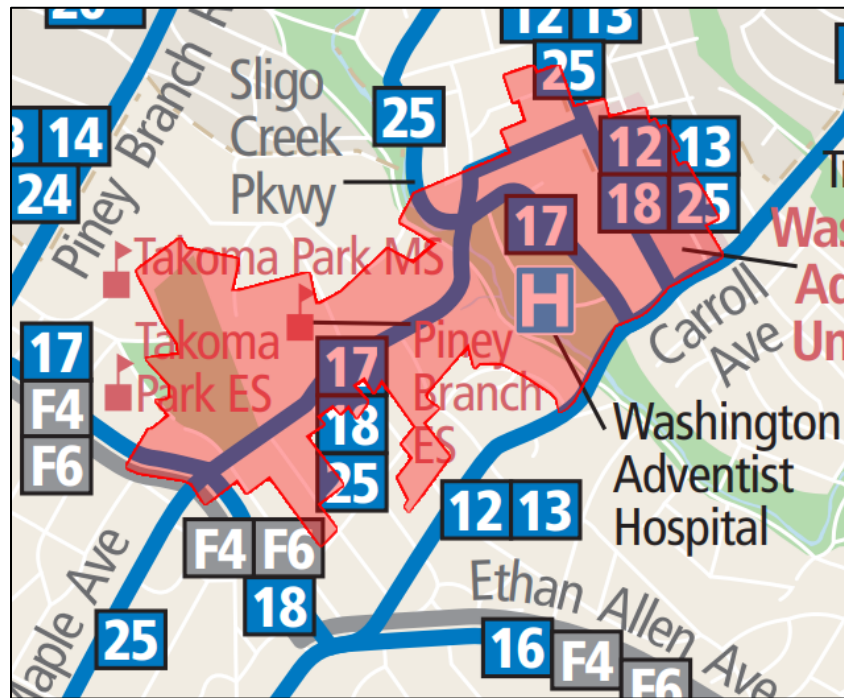 12 13
25
Piney Branch R
Sligo
Creek
Pkwy
25
14
24
12 13
18 25
17
H
Takoma Park MS
Takoma
Park ES
Piney
Branch
ES
17
18
25
17
F4
F6
Carroll
Ave
Washington
Adventist
Hospital
12 13
F4 F6
18
Maple Ave
25
Ethan Allen Ave
16 F4 F6